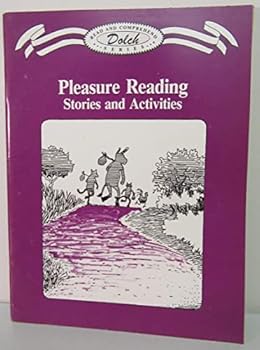 READ AND COMPREHEND
Dolch
SERIES
Pleasure Reading
Stories and Activities